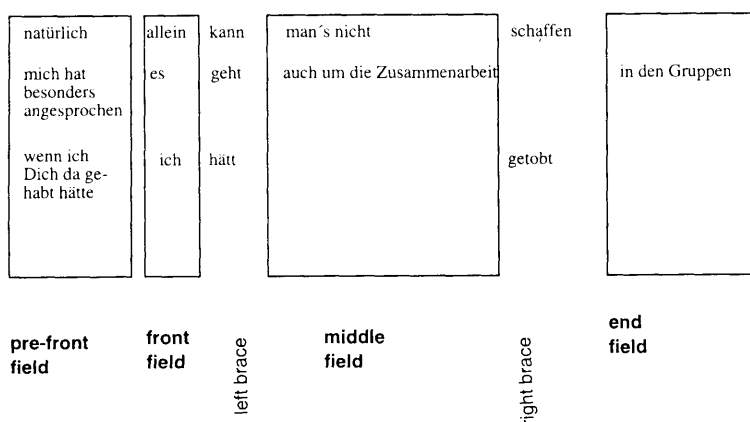 natürlich allein kann man´s nicht schaffen
mich hat es geht auch um die Zusammenarbeit in den Gruppen
besonders
angesprochen
wenn ich ich hätt getobt
Dich da ge-
habt hätte
pre-front field
front field
left brace
middle field
right brace
end field